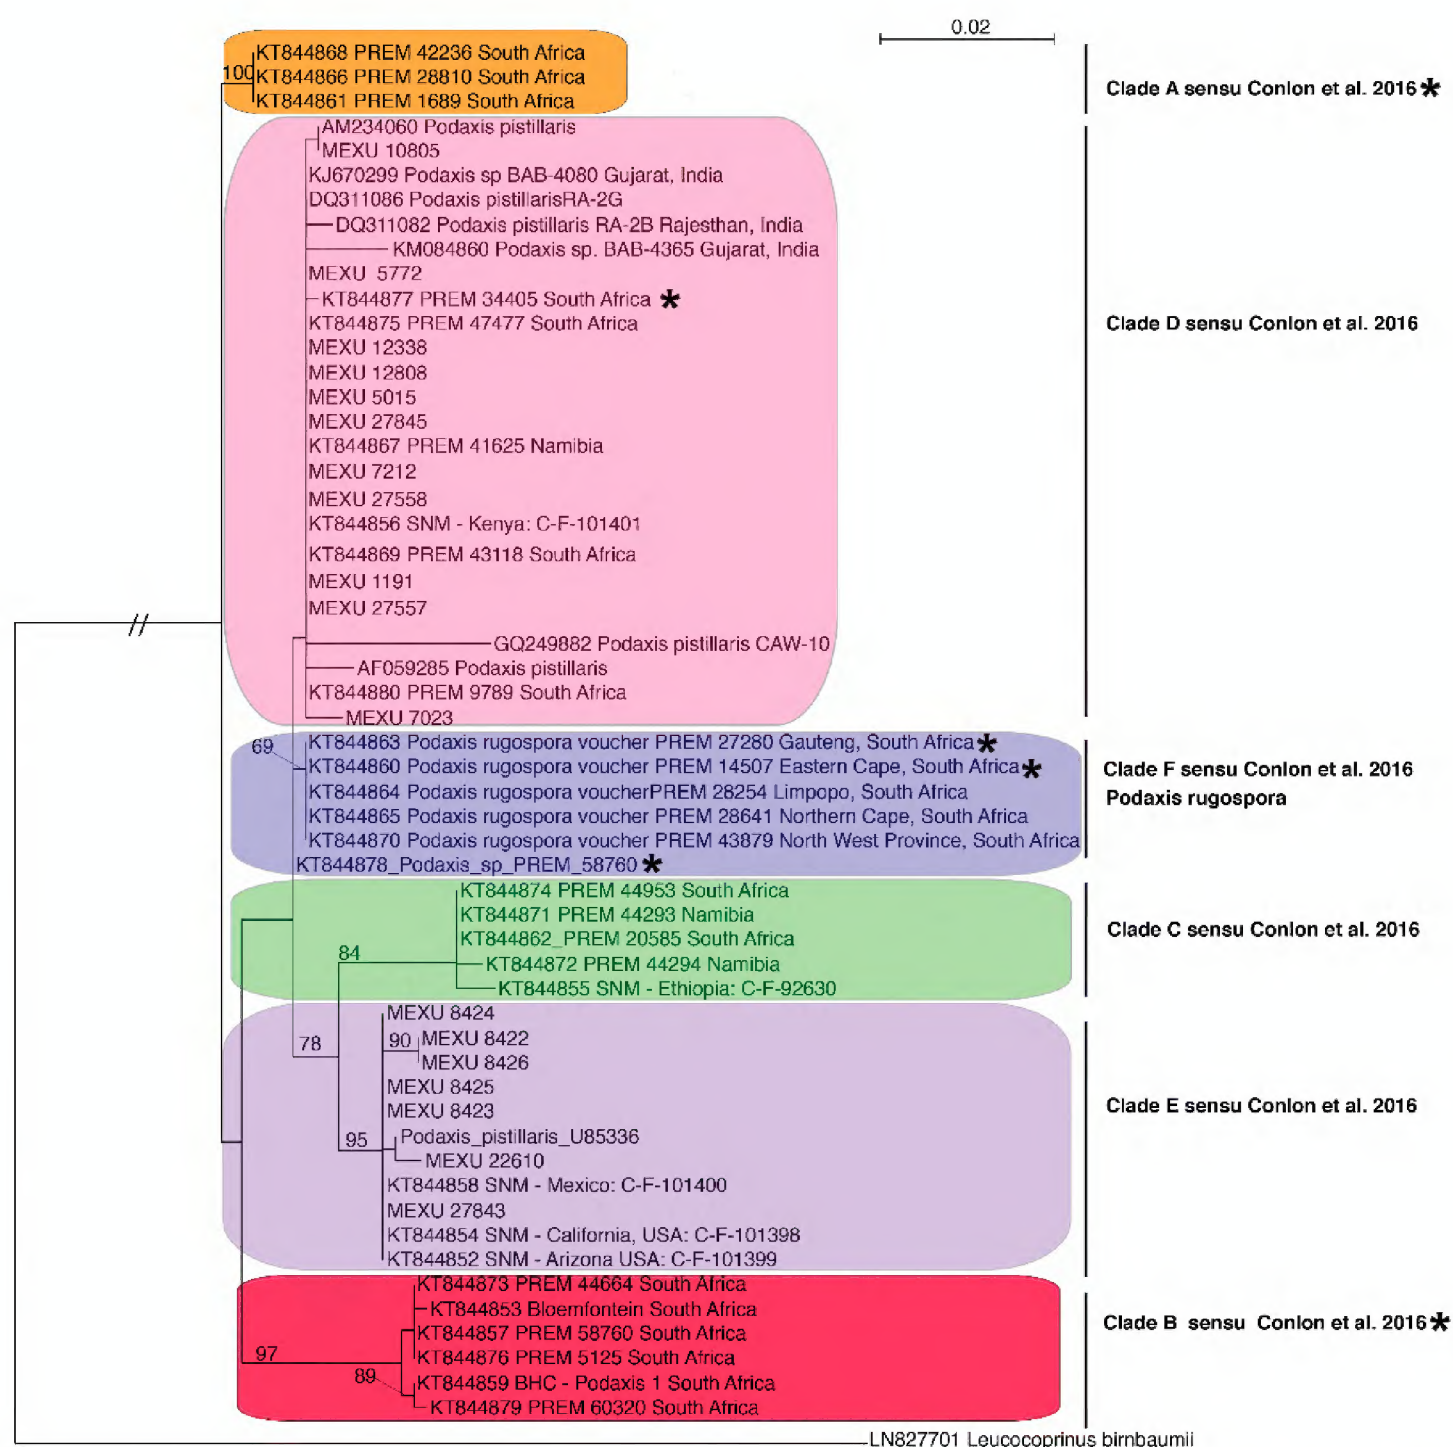 0.02
KT844868 PREM 42236 South Africa
100
KT844866 PREM 28810 South Africa
KT844861 PREM 1689 South Africa
Clade A sensu Conlon et al. 2016 *
AM234060 Podaxis pistillaris
MEXU 10805
KJ670299 Podaxis sp BAB-4080 Gujarat, India
DQ311086 Podaxis pistillarisRA-2G
DQ311082 Podaxis pistillaris RA-2B Rajesthan, India
KM084860 Podaxis sp. BAB-4365 Gujarat, India
MEXU 5772
KT844877 PREM 34405 South Africa *
KT844875 PREM 47477 South Africa
Clade D sensu Conlon et al. 2016
MEXU 12338
MEXU 12808
MEXU 5015
MEXU 27845
KT844867 PREM 41625 Namibia
MEXU 7212
MEXU 27558
KT844856 SNM - Kenya: C-F-101401
KT844869 PREM 43118 South Africa
MEXU 1191
MEXU 27557
//
GQ249882 Podaxis pistillaris CAW-10
AF059285 Podaxis pistillaris
KT844880 PREM 9789 South Africa
MEXU 7023
69
KT844863 Podaxis rugospora voucher PREM 27280 Gauteng, South Africa *
KT844860 Podaxis rugospora voucher PREM 14507 Eastern Cape, South Africa *
KT844864 Podaxis rugospora voucherPREM 28254 Limpopo, South Africa
KT844865 Podaxis rugospora voucher PREM 28641 Northern Cape, South Africa
KT844870 Podaxis rugospora voucher PREM 43879 North West Province, South Africa
KT844878_Podaxis_sp_PREM_58760 *
Clade F sensu Conlon et al. 2016
Podaxis rugospora
KT844874 PREM 44953 South Africa
KT844871 PREM 44293 Namibia
KT844862_PREM 20585 South Africa
84
KT844872 PREM 44294 Namibia
KT844855 SNM - Ethiopia: C-F-92630
Clade C sensu Conlon et al. 2016
MEXU 8424
78
90
MEXU 8422
MEXU 8426
MEXU 8425
MEXU 8423
Clade E sensu Conlon et al. 2016
95
Podaxis_pistillaris_U85336
MEXU 22610
KT844858 SNM - Mexico: C-F-101400
MEXU 27843
KT844854 SNM - California, USA: C-F-101398
KT844852 SNM - Arizona USA: C-F-101399
KT844873 PREM 44664 South Africa
KT844853 Bloemfontein South Africa
KT844857 PREM 58760 South Africa
KT844876 PREM 5125 South Africa
97
89
KT844859 BHC - Podaxis 1 South Africa
KT844879 PREM 60320 South Africa
Clade B sensu Conlon et al. 2016 *
LN827701 Leucocoprinus birnbaumii